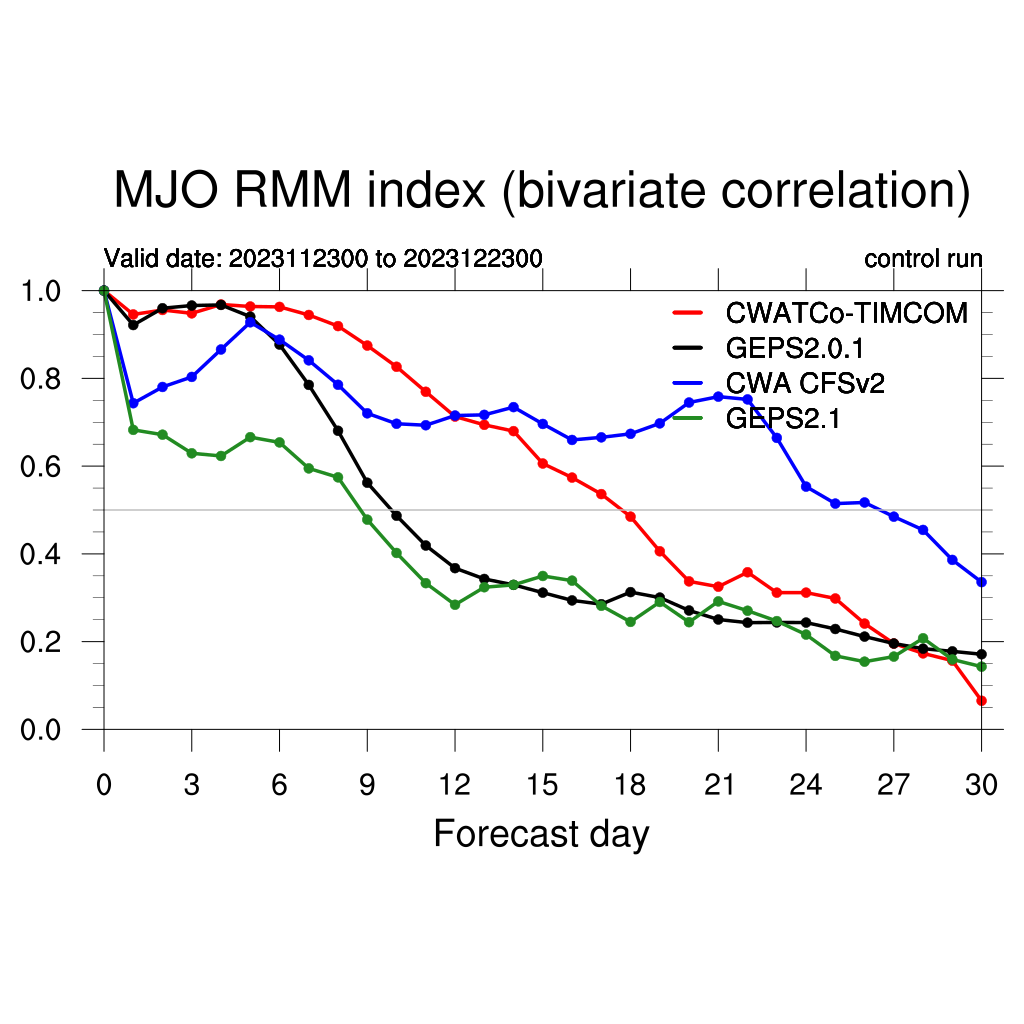 MJO RMM index (bivariate correlation)
Valid date: 2023112300 to 2023122300 control run
1.0
0.8
0.6
0.4
0.2
0.0
CWATCo-TIMCOM
GEPS2.0.1
CWA CFSv2
GEPS2.1
0 3 6 9 12 15 18 21 24 27 30
Forecast day